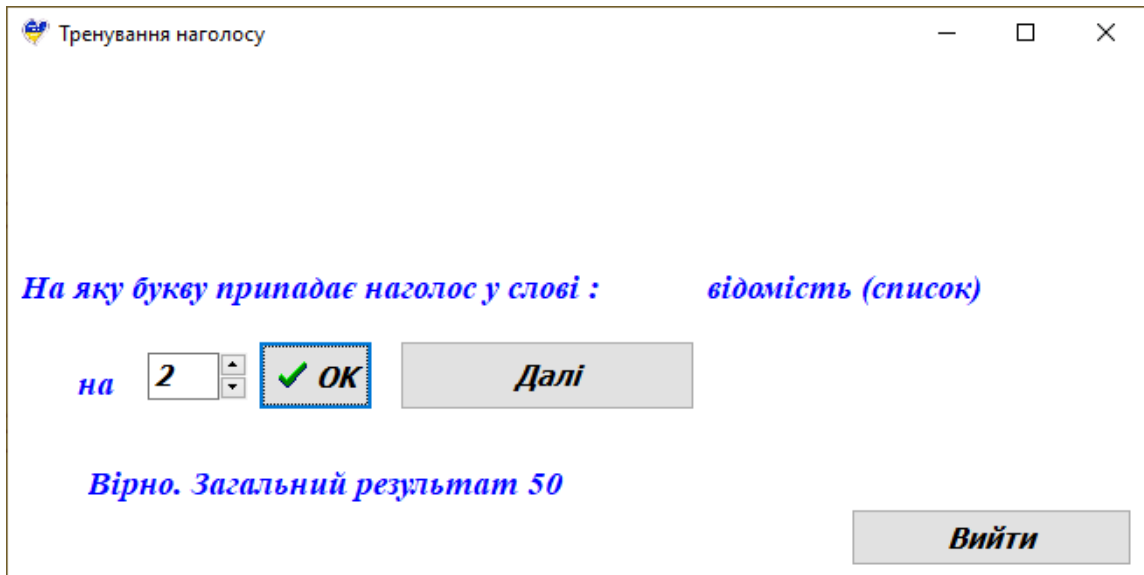 Тренування наголосу
На яку букву припадає наголос у слові : відомість (список)
на 2 OK Далі
Вірно. Загальний результат 50
Вийти